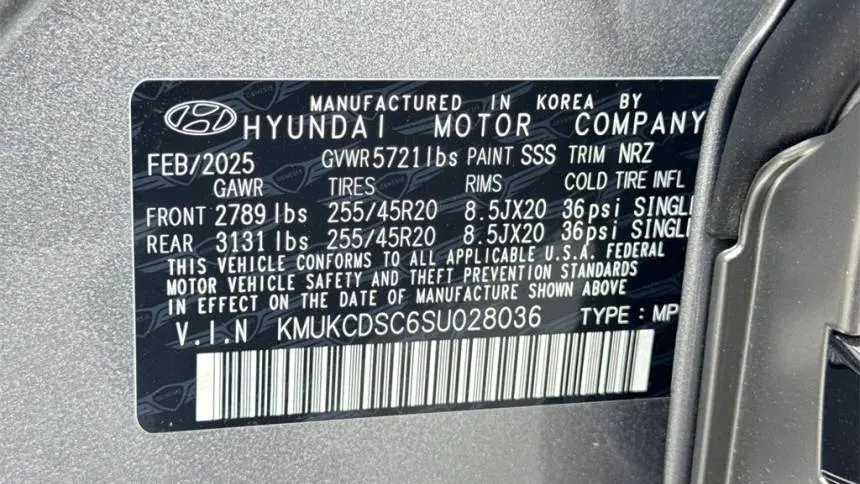 MANUFACTURED IN KOREA BY
HYUNDAI MOTOR COMPANY
FEB/2025 GVWR 5721lbs PAINT SSS TRIM NRZ
GAWR TIRES RIMS COLD TIRE INFL
FRONT 2789 lbs 255/45R20 8.5JX20 36psi SINGL
REAR 3131 lbs 255/45R20 8.5JX20 36psi SINGL
THIS VEHICLE CONFORMS TO ALL APPLICABLE U.S.A. FEDERAL
MOTOR VEHICLE SAFETY AND THEFT PREVENTION STANDARDS
IN EFFECT ON THE DATE OF MANUFACTURE SHOWN ABOVE
V.I.N KMUKCDSC6SU028036 TYPE : MP